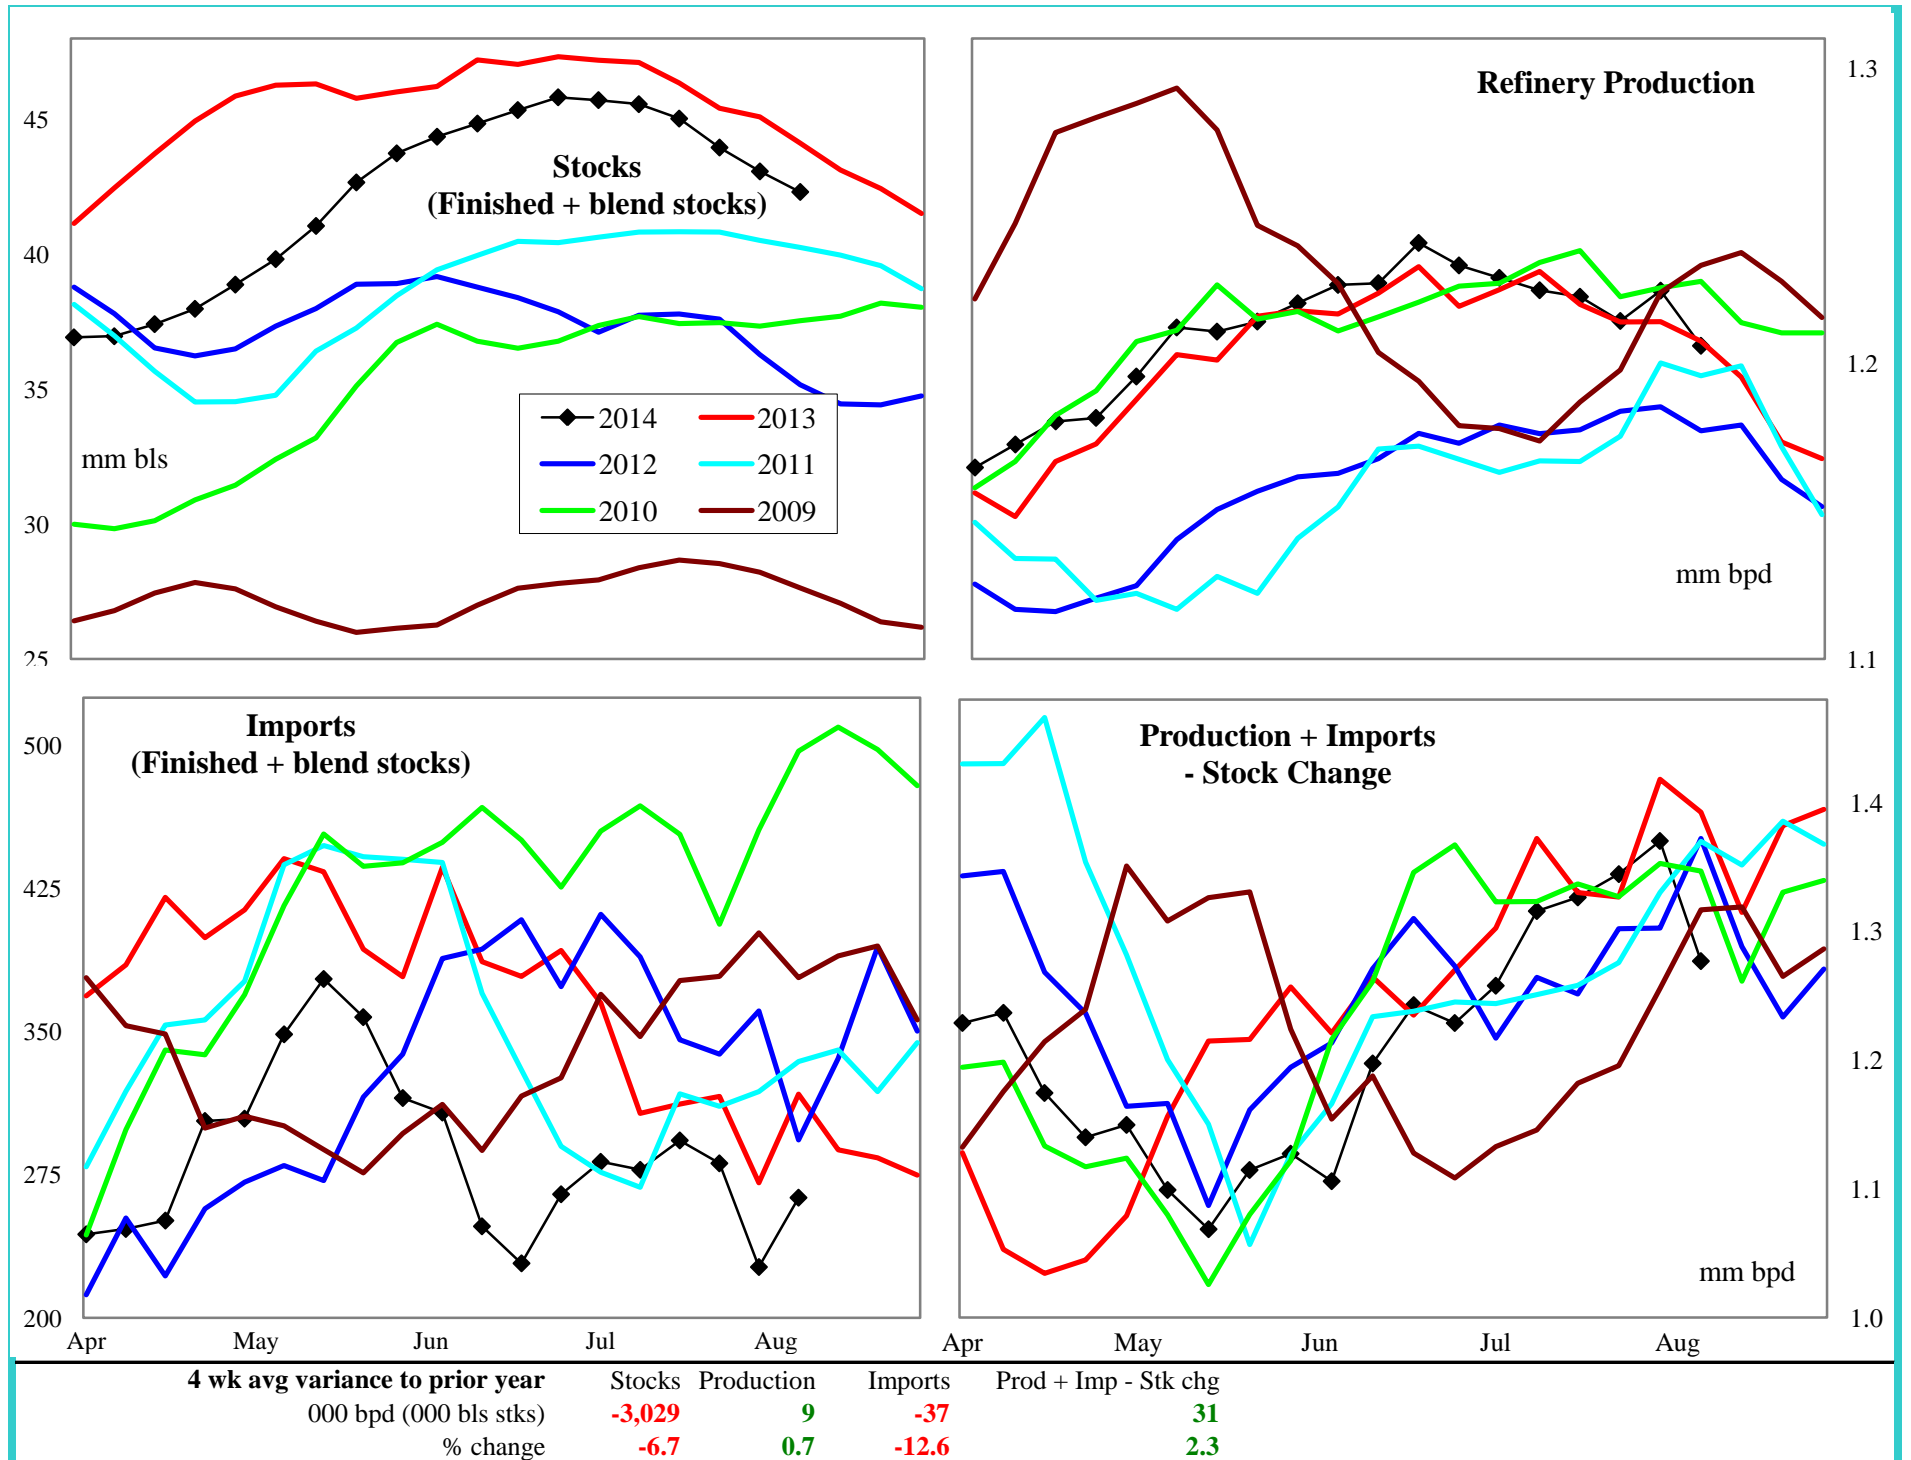 Stocks
(Finished + blend stocks)
45
40
35
30
25
mm bls
2014 2013
2012 2011
2010 2009
Refinery Production
1.3
1.2
1.1
mm bpd
Imports
(Finished + blend stocks)
500
425
350
275
200
Apr May Jun Jul Aug
Production + Imports
- Stock Change
1.4
1.3
1.2
1.1
1.0
mm bpd
Apr May Jun Jul Aug
4 wk avg variance to prior year Stocks Production Imports Prod + Imp - Stk chg
000 bpd (000 bls stks) -3,029 9 -37 31
% change -6.7 0.7 -12.6 2.3